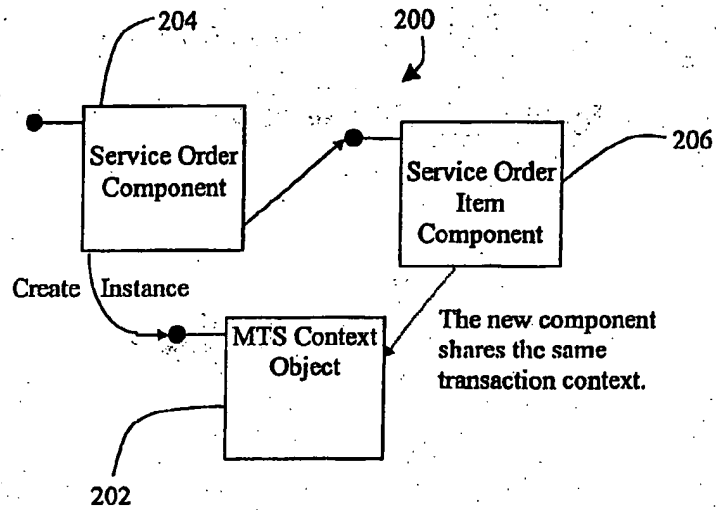 204
200
Service Order
Component
206
Service Order
Item
Component
Create Instance
MTS Context
Object
The new component
shares the same
transaction context.
202